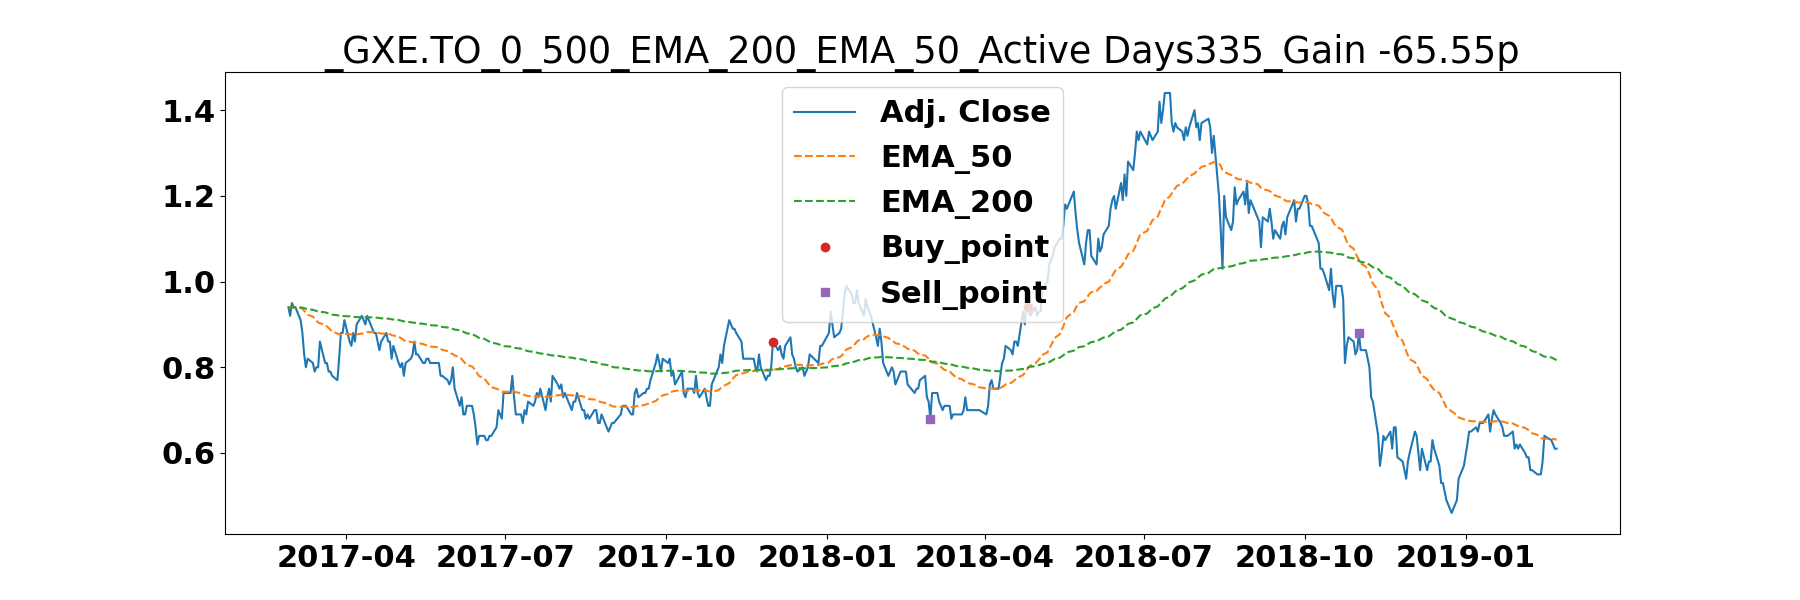 _GXE.TO_0_500_EMA_200_EMA_50_Active Days335_Gain -65.55p
1.4
1.2
1.0
0.8
0.6
Adj. Close
EMA_50
EMA_200
Buy_point
Sell_point
2017-04 2017-07 2017-10 2018-01 2018-04 2018-07 2018-10 2019-01